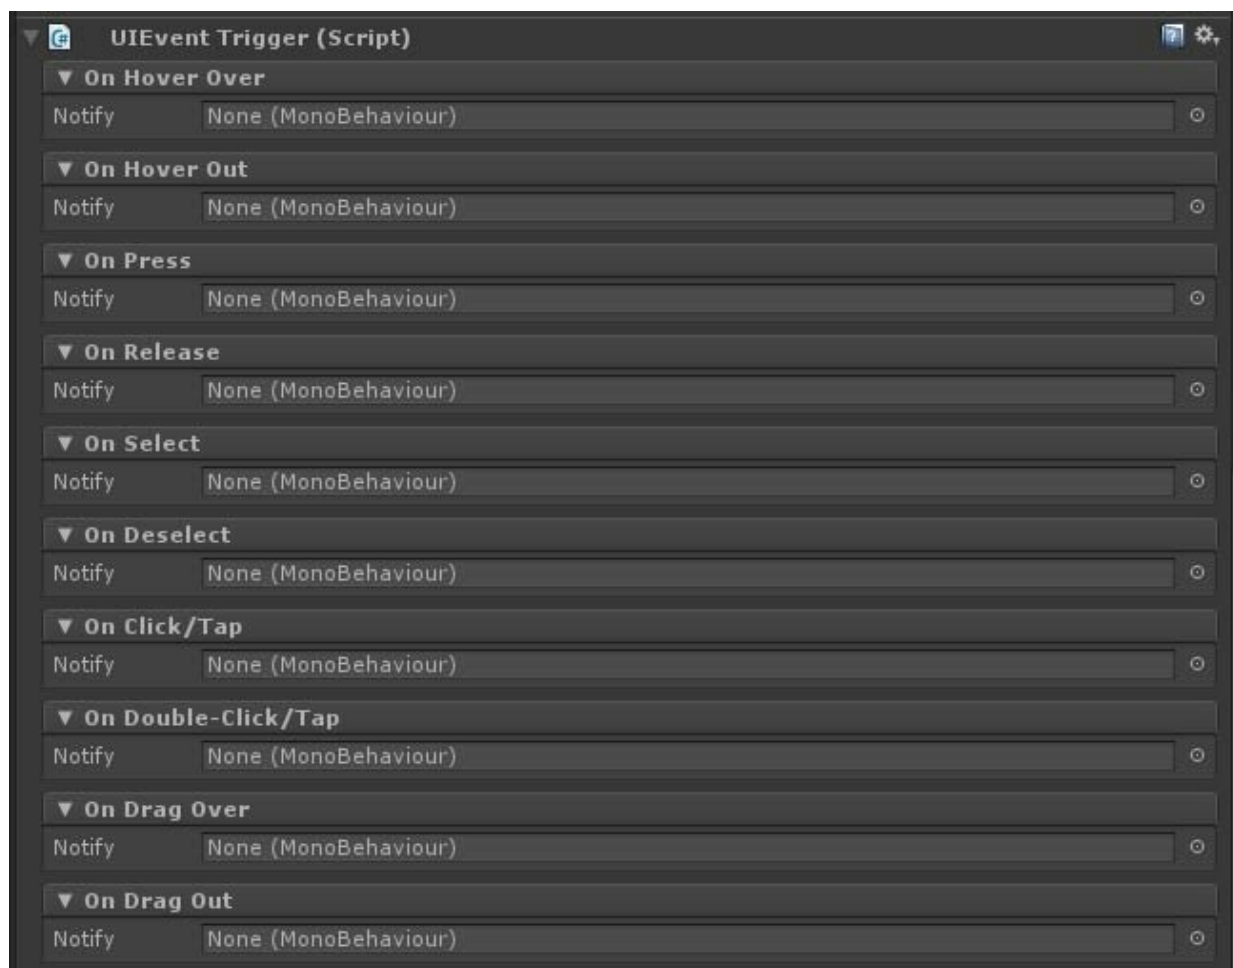 UIEvent Trigger (Script)
On Hover Over
Notify None (MonoBehaviour)
On Hover Out
Notify None (MonoBehaviour)
On Press
Notify None (MonoBehaviour)
On Release
Notify None (MonoBehaviour)
On Select
Notify None (MonoBehaviour)
On Deselect
Notify None (MonoBehaviour)
On Click/Tap
Notify None (MonoBehaviour)
On Double-Click/Tap
Notify None (MonoBehaviour)
On Drag Over
Notify None (MonoBehaviour)
On Drag Out
Notify None (MonoBehaviour)